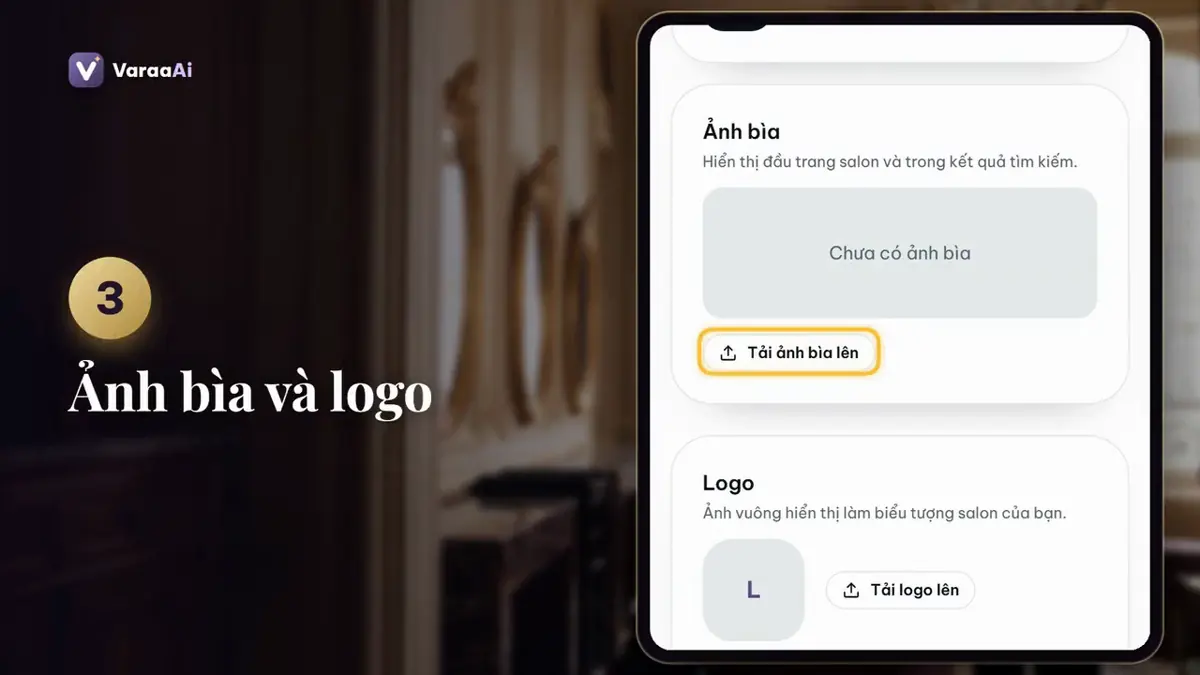 VaraaAi
3
Ảnh bìa và logo
Ảnh bìa
Hiển thị đầu trang salon và trong kết quả tìm kiếm.
Chưa có ảnh bìa
Tải ảnh bìa lên
Logo
Ảnh vuông hiển thị làm biểu tượng salon của bạn.
L
Tải logo lên